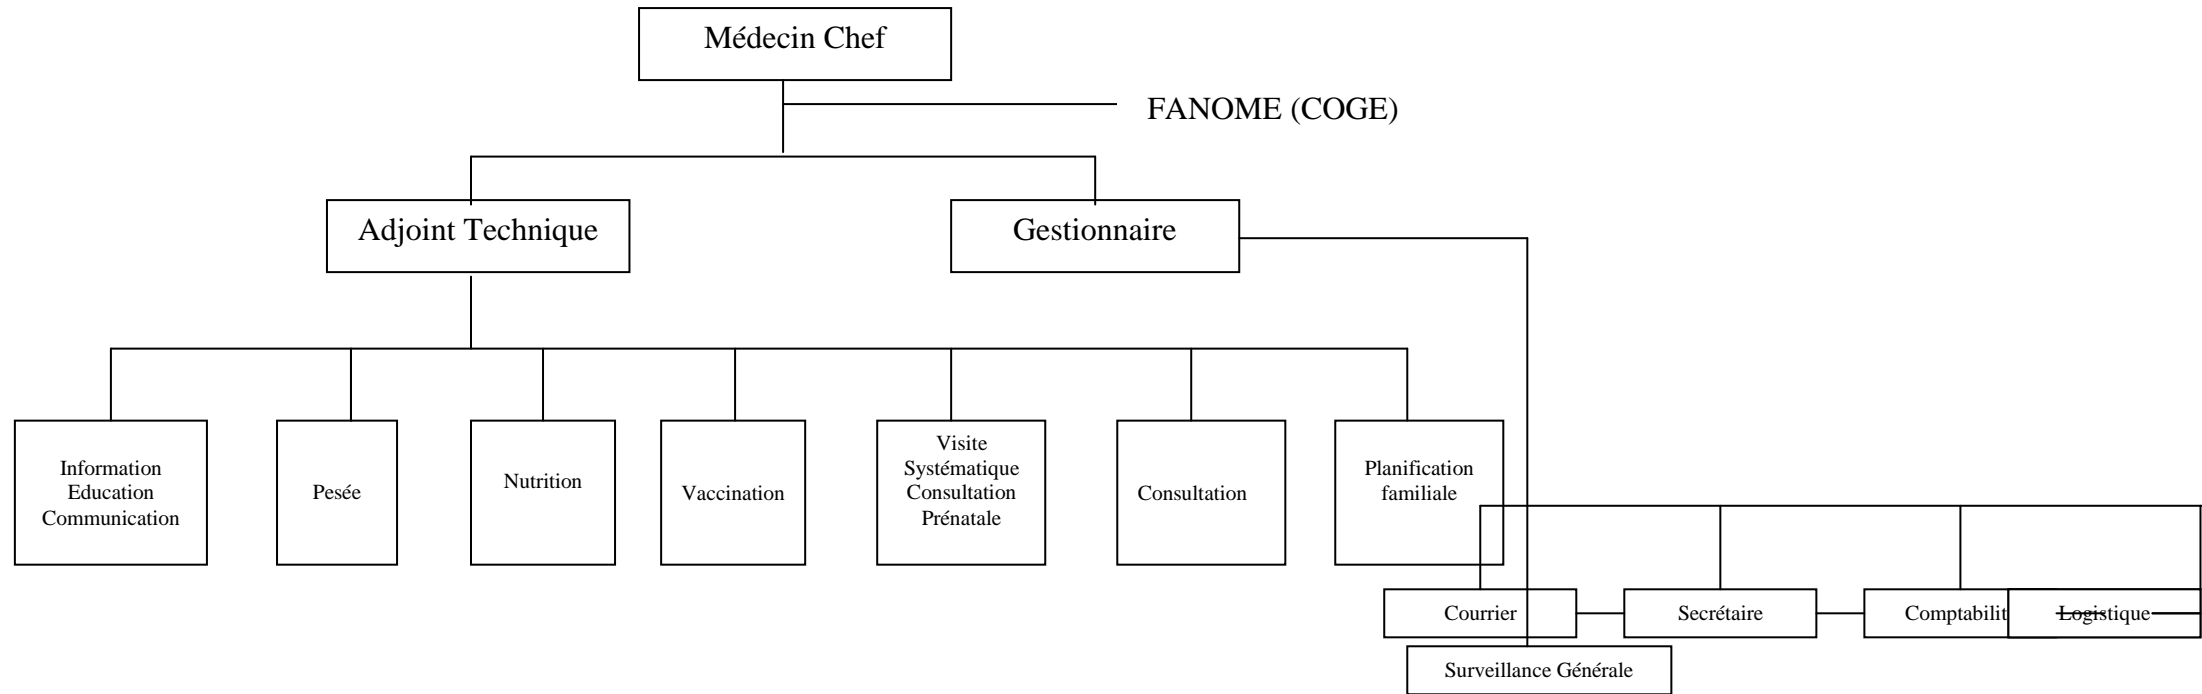 Médecin Chef
FANOME (COGE)
Adjoint Technique
Gestionnaire
Information
Education
Communication
Pesée
Nutrition
Vaccination
Visite
Systématique
Consultation
Prénatale
Consultation
Planification
familiale
Courrier
Secrétaire
Comptabilit
Logistique
Surveillance Générale